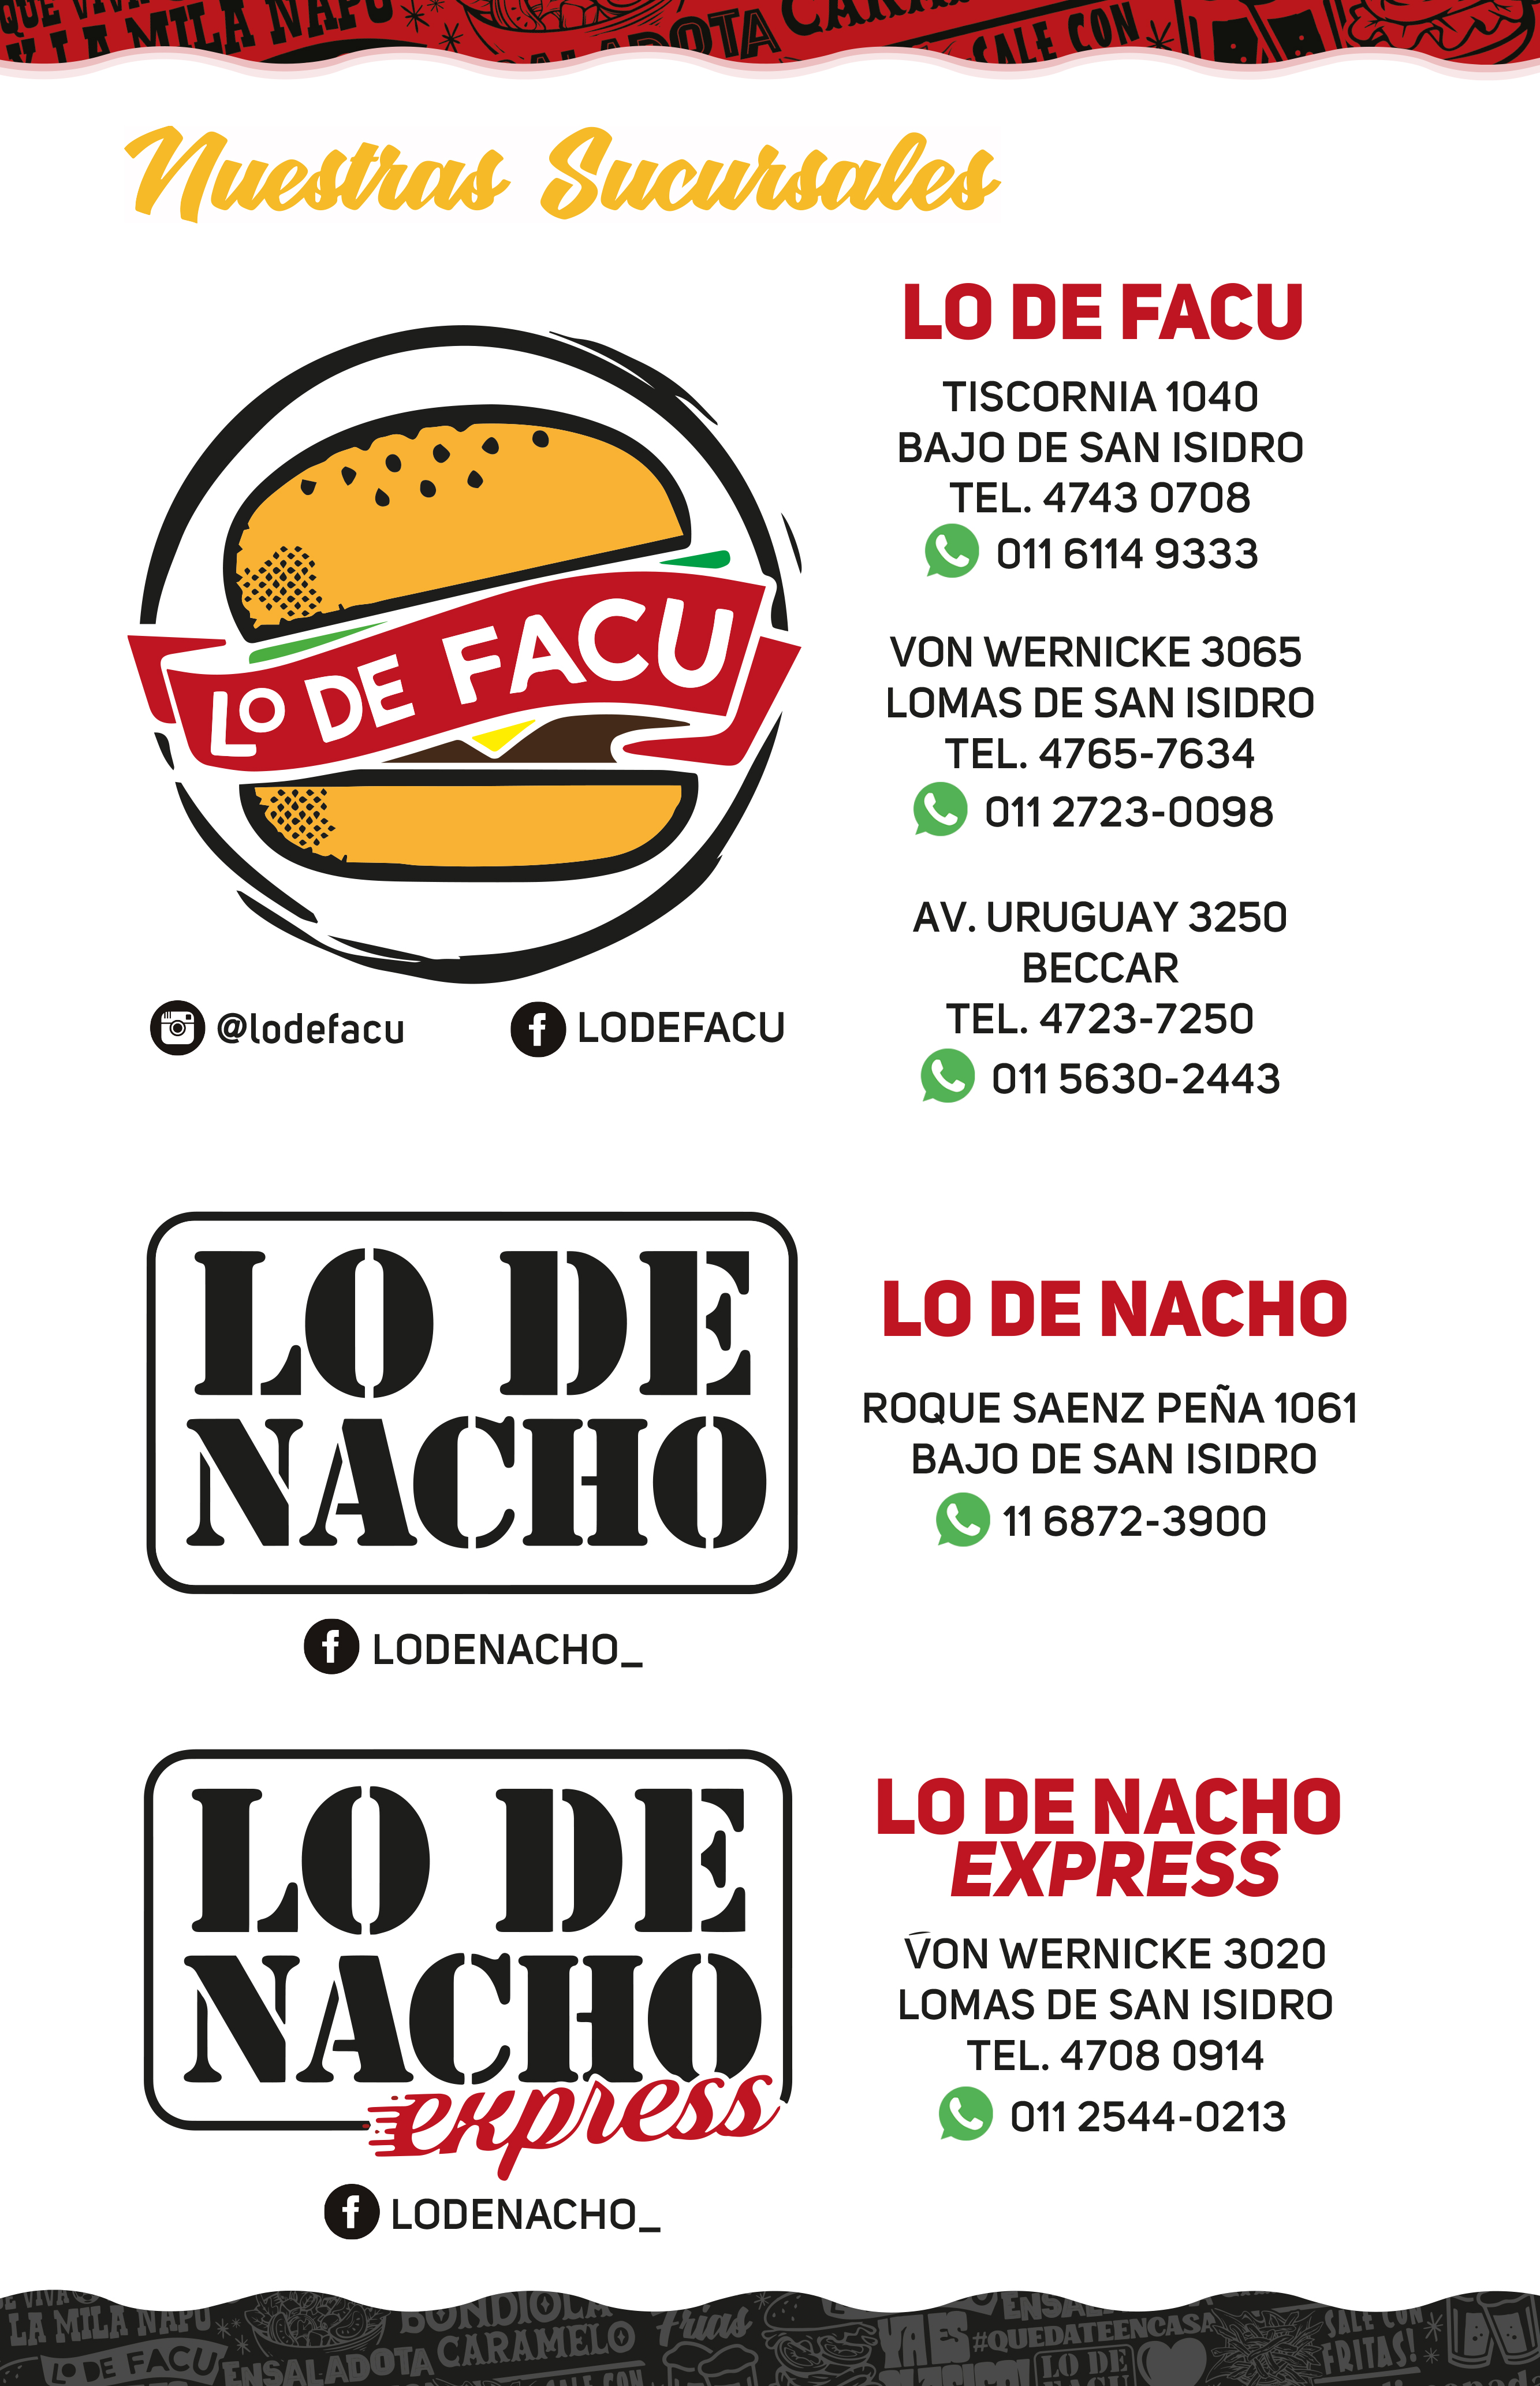 QUE VIVA
Y LA MILA NAPO
SALE CON
Nuestras Sucursales
LO DE FACU
LO DE FACU
TISCORNIA 1040
BAJO DE SAN ISIDRO
TEL. 4743 0708
011 6114 9333
VON WERNICKE 3065
LOMAS DE SAN ISIDRO
TEL. 4765-7634
011 2723-0098
AV. URUGUAY 3250
BECCAR
TEL. 4723-7250
011 5630-2443
@lodefacu
LODEFACU
LO DE
NACHO
LODENACHO_
LO DE NACHO
ROQUE SAENZ PEÑA 1061
BAJO DE SAN ISIDRO
11 6872-3900
LO DE
NACHO
express
LODENACHO_
LO DE NACHO
EXPRESS
VON WERNICKE 3020
LOMAS DE SAN ISIDRO
TEL. 4708 0914
011 2544-0213
LA MILA NAPO
LO DE FACU
ENSALADOTA
BONDIOLA
CARAMELO
SALE CON
Frias
YA ES
#QUEDATEENCASA
LO DE
SALE CON
FRITAS!